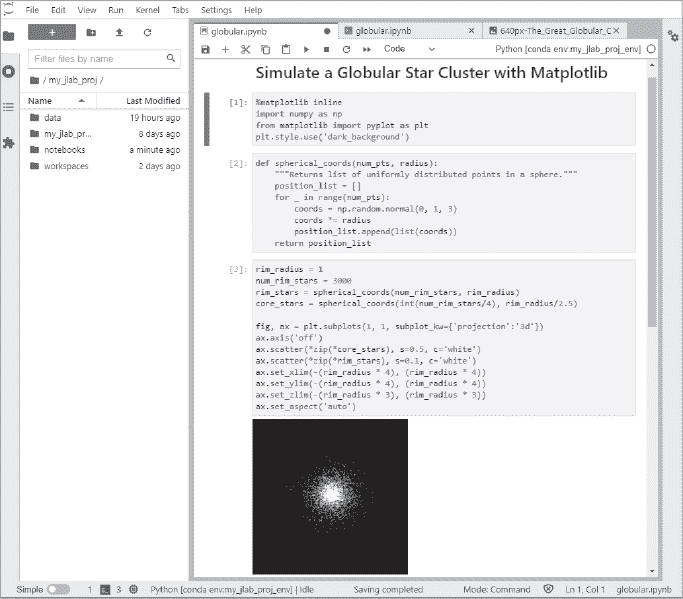 File Edit View Run Kernel Tabs Settings Help
globular.ipynb
globular.ipynb
640px-The_Great_Globular_C
Filter files by name
Code
Python [conda env:my_jlab_proj_env]
/ my_jlab_proj /
Name Last Modified
data 19 hours ago
my_jlab_pr... 8 days ago
notebooks a minute ago
workspaces 2 days ago
Simulate a Globular Star Cluster with Matplotlib
[1]: %matplotlib inline
import numpy as np
from matplotlib import pyplot as plt
plt.style.use('dark_background')
[2]: def spherical_coords(num_pts, radius):
"""Returns list of uniformly distributed points in a sphere."""
position_list = []
for _ in range(num_pts):
coords = np.random.normal(0, 1, 3)
coords *= radius
position_list.append(list(coords))
return position_list
[3]: rim_radius = 1
num_rim_stars = 3000
rim_stars = spherical_coords(num_rim_stars, rim_radius)
core_stars = spherical_coords(int(num_rim_stars/4), rim_radius/2.5)
fig, ax = plt.subplots(1, 1, subplot_kw={'projection':'3d'})
ax.axis('off')
ax.scatter(*zip(*core_stars), s=0.5, c='white')
ax.scatter(*zip(*rim_stars), s=0.1, c='white')
ax.set_xlim(-(rim_radius * 4), (rim_radius * 4))
ax.set_ylim(-(rim_radius * 4), (rim_radius * 4))
ax.set_zlim(-(rim_radius * 3), (rim_radius * 3))
ax.set_aspect('auto')
Simple 1 3 Python [conda env:my_jlab_proj_env] | Idle Saving completed Mode: Command Ln 1, Col 1 globular.ipynb